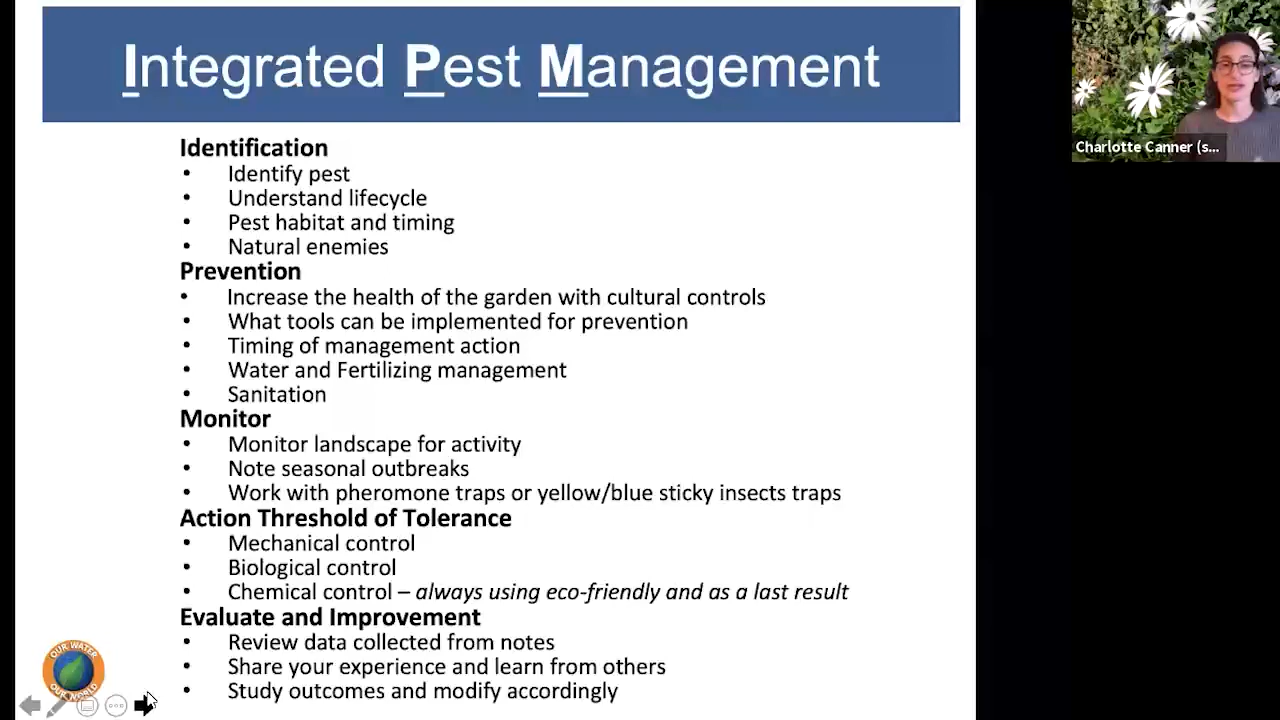 Integrated Pest Management
Charlotte Canner (s...
Identification
• Identify pest
• Understand lifecycle
• Pest habitat and timing
• Natural enemies
Prevention
• Increase the health of the garden with cultural controls
• What tools can be implemented for prevention
• Timing of management action
• Water and Fertilizing management
• Sanitation
Monitor
• Monitor landscape for activity
• Note seasonal outbreaks
• Work with pheromone traps or yellow/blue sticky insects traps
Action Threshold of Tolerance
• Mechanical control
• Biological control
• Chemical control – always using eco-friendly and as a last result
Evaluate and Improvement
• Review data collected from notes
• Share your experience and learn from others
• Study outcomes and modify accordingly
OUR WATER
OUR WORLD